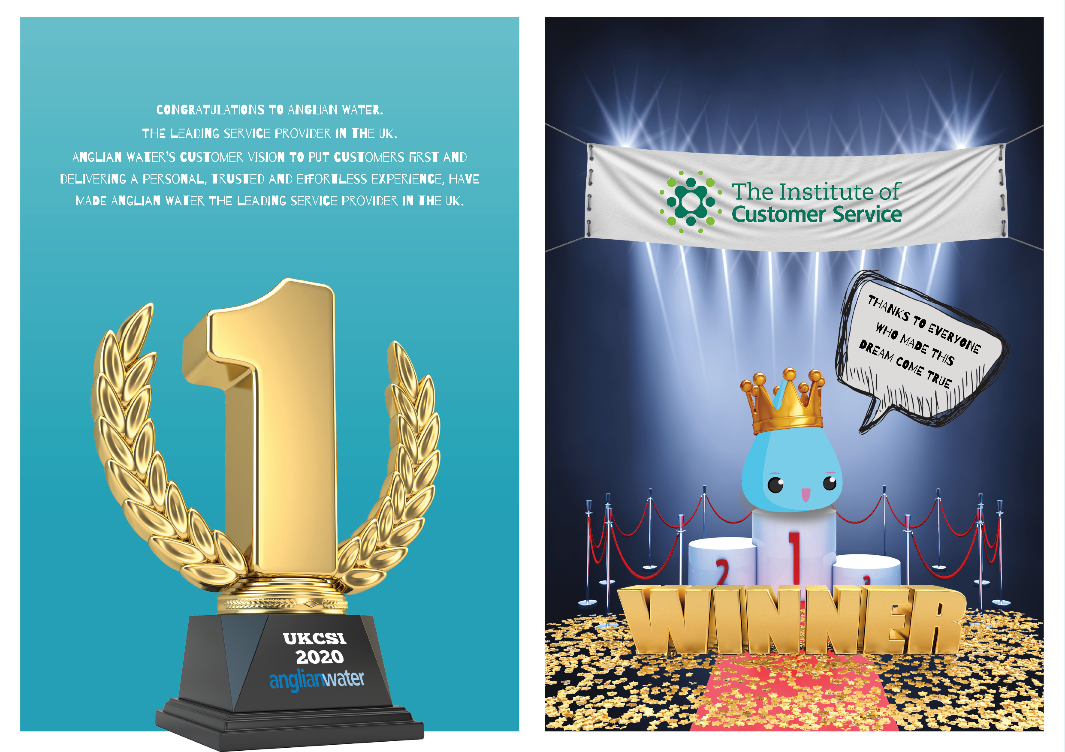 CONGRATULATIONS TO ANGLIAN WATER.
THE LEADING SERVICE PROVIDER IN THE UK.
ANGLIAN WATER'S CUSTOMER VISION TO PUT CUSTOMERS FIRST AND
DELIVERING A PERSONAL, TRUSTED AND EFFORTLESS EXPERIENCE, HAVE
MADE ANGLIAN WATER THE LEADING SERVICE PROVIDER IN THE UK.
1
UKCSI
2020
anglianwater
The Institute of
Customer Service
THANKS TO EVERYONE
WHO MADE THIS
DREAM COME TRUE
1
2
3
WINNER